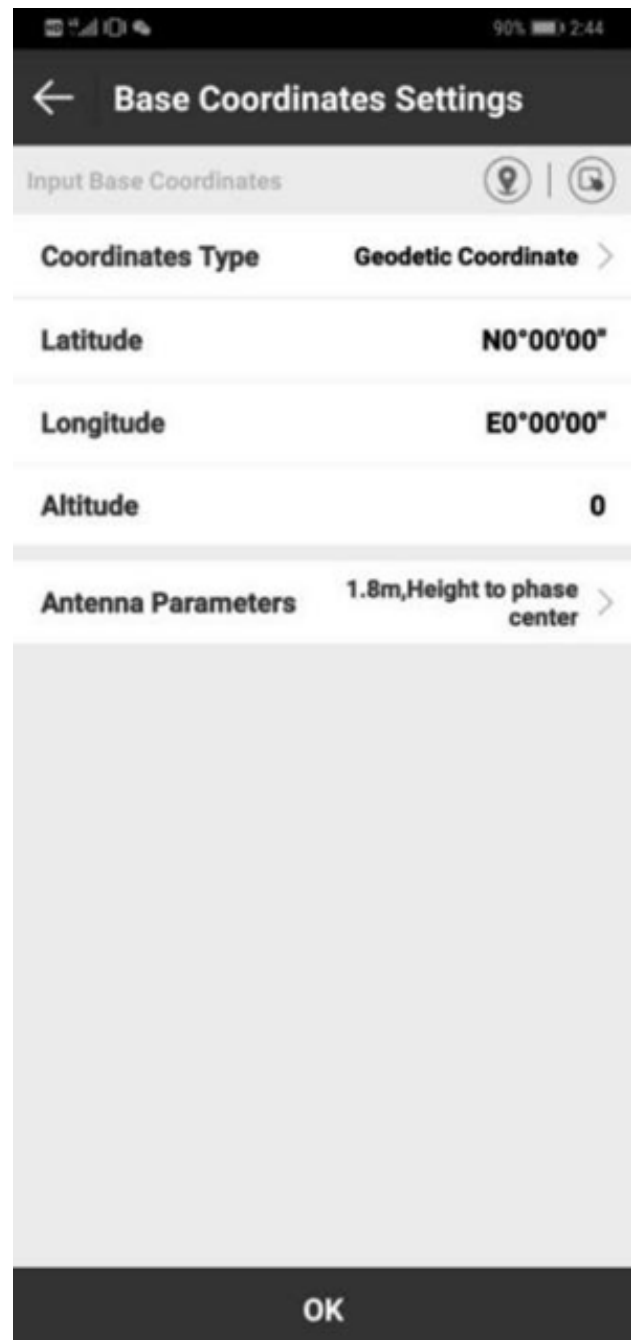 90% 2:44
Base Coordinates Settings
Input Base Coordinates
Coordinates Type Geodetic Coordinate
Latitude N0°00'00"
Longitude E0°00'00"
Altitude 0
Antenna Parameters 1.8m,Height to phase
center
OK